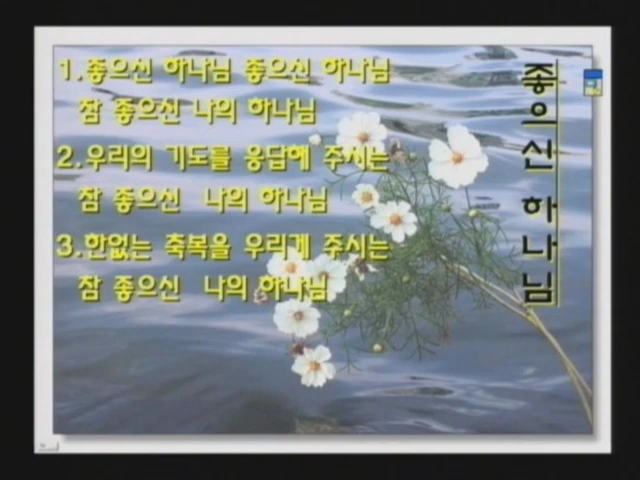 1.좋으신 하나님 좋으신 하나님
참 좋으신 나의 하나님
2.우리의 기도를 응답해 주시는
참 좋으신 나의 하나님
3.한없는 축복을 우리게 주시는
참 좋으신 나의 하나님
좋으신 하나님